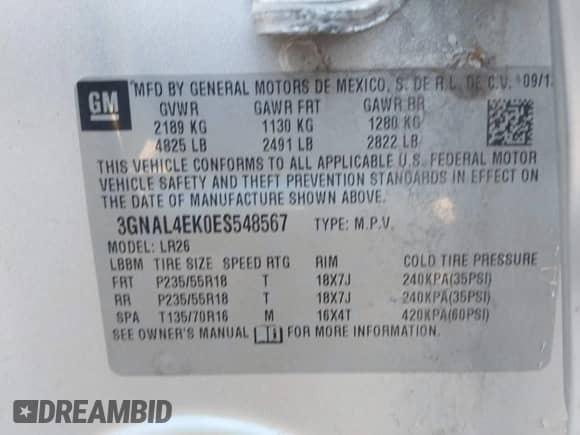 GM
MFD BY GENERAL MOTORS DE MEXICO, S. DE R.L. DE C.V. 09/1
GVWR GAWR FRT GAWR RR
2189 KG 1130 KG 1280 KG
4825 LB 2491 LB 2822 LB
THIS VEHICLE CONFORMS TO ALL APPLICABLE U.S. FEDERAL MOTOR
VEHICLE SAFETY AND THEFT PREVENTION STANDARDS IN EFFECT ON
THE DATE OF MANUFACTURE SHOWN ABOVE.
3GNAL4EK0ES548567 TYPE: M.P.V.
MODEL: LR26
LBBM TIRE SIZE SPEED RTG RIM COLD TIRE PRESSURE
FRT P235/55R18 T 18X7J 240KPA(35PSI)
RR P235/55R18 T 18X7J 240KPA(35PSI)
SPA T135/70R16 M 16X4T 420KPA(60PSI)
SEE OWNER'S MANUAL FOR MORE INFORMATION.
DREAMBID